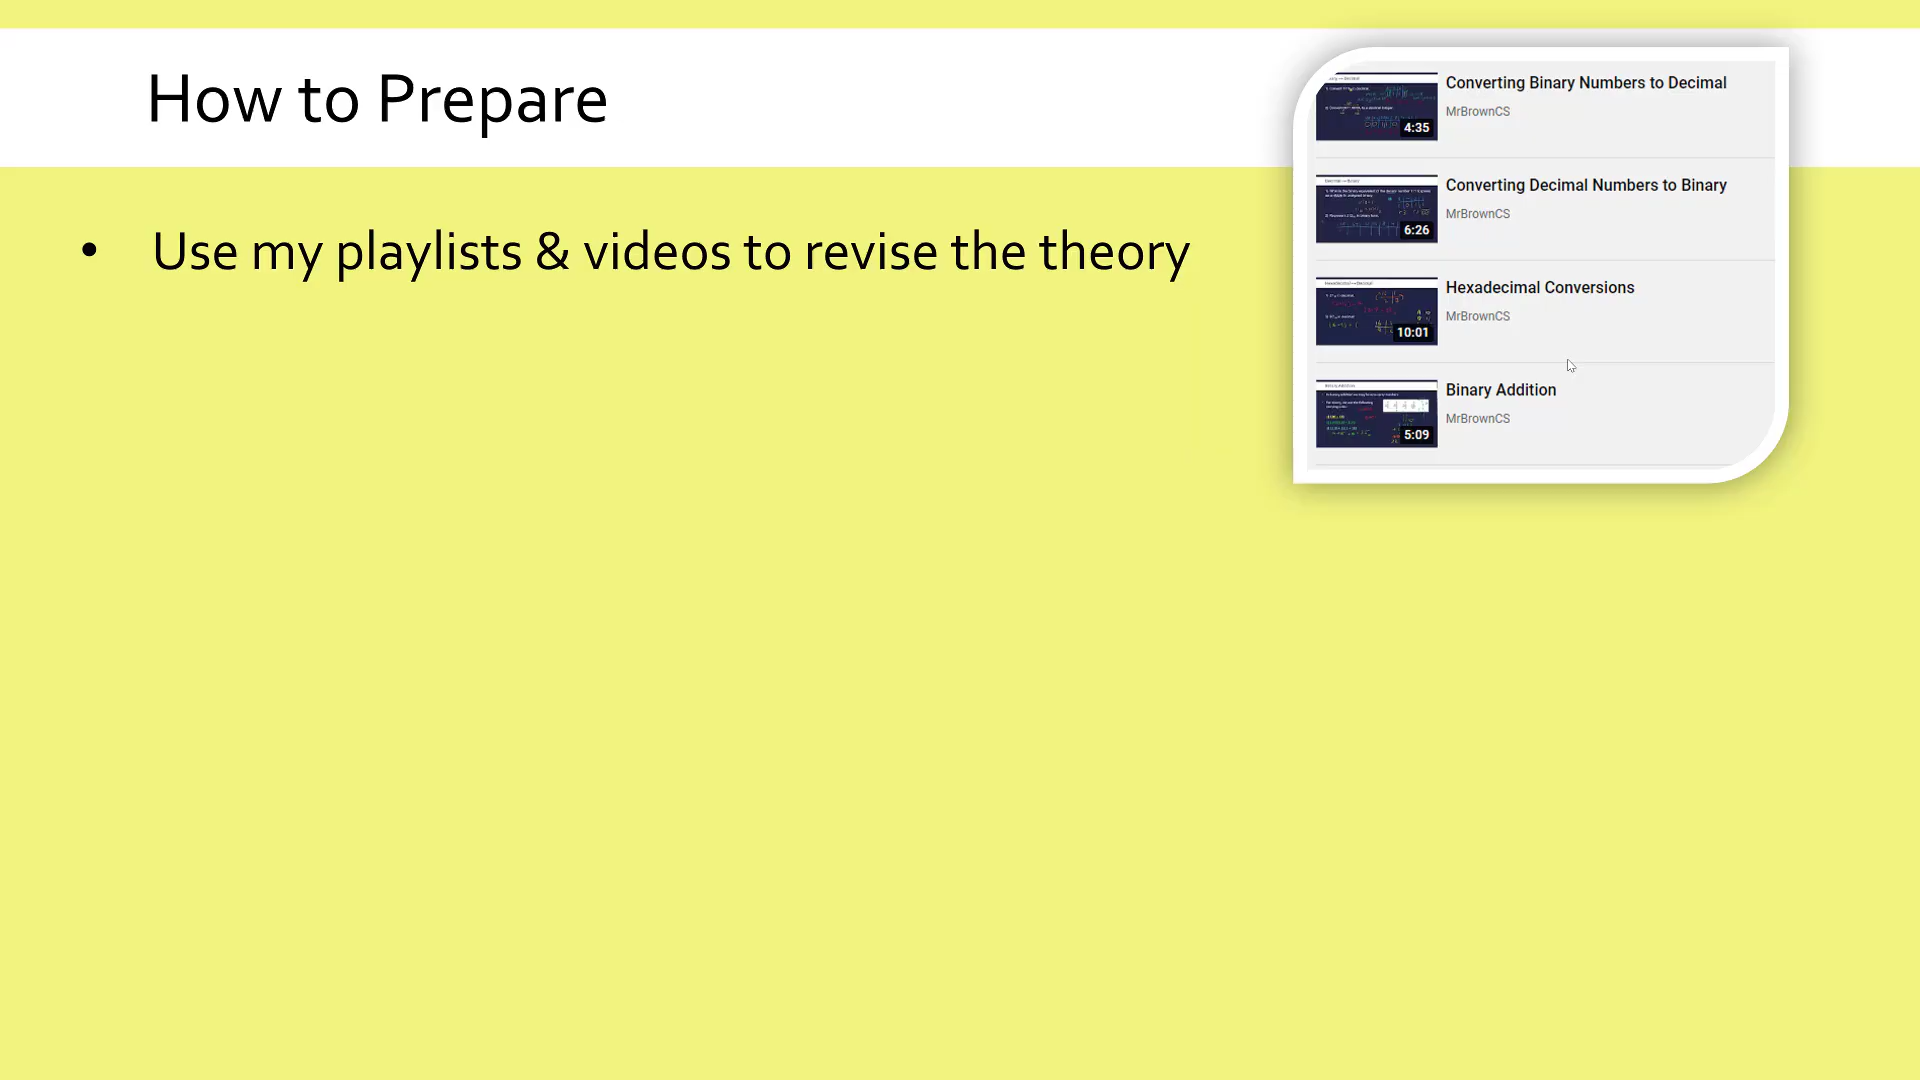 How to Prepare
• Use my playlists & videos to revise the theory
Converting Binary Numbers to Decimal
MrBrownCS
4:35
Converting Decimal Numbers to Binary
MrBrownCS
6:26
Hexadecimal Conversions
MrBrownCS
10:01
Binary Addition
MrBrownCS
5:09